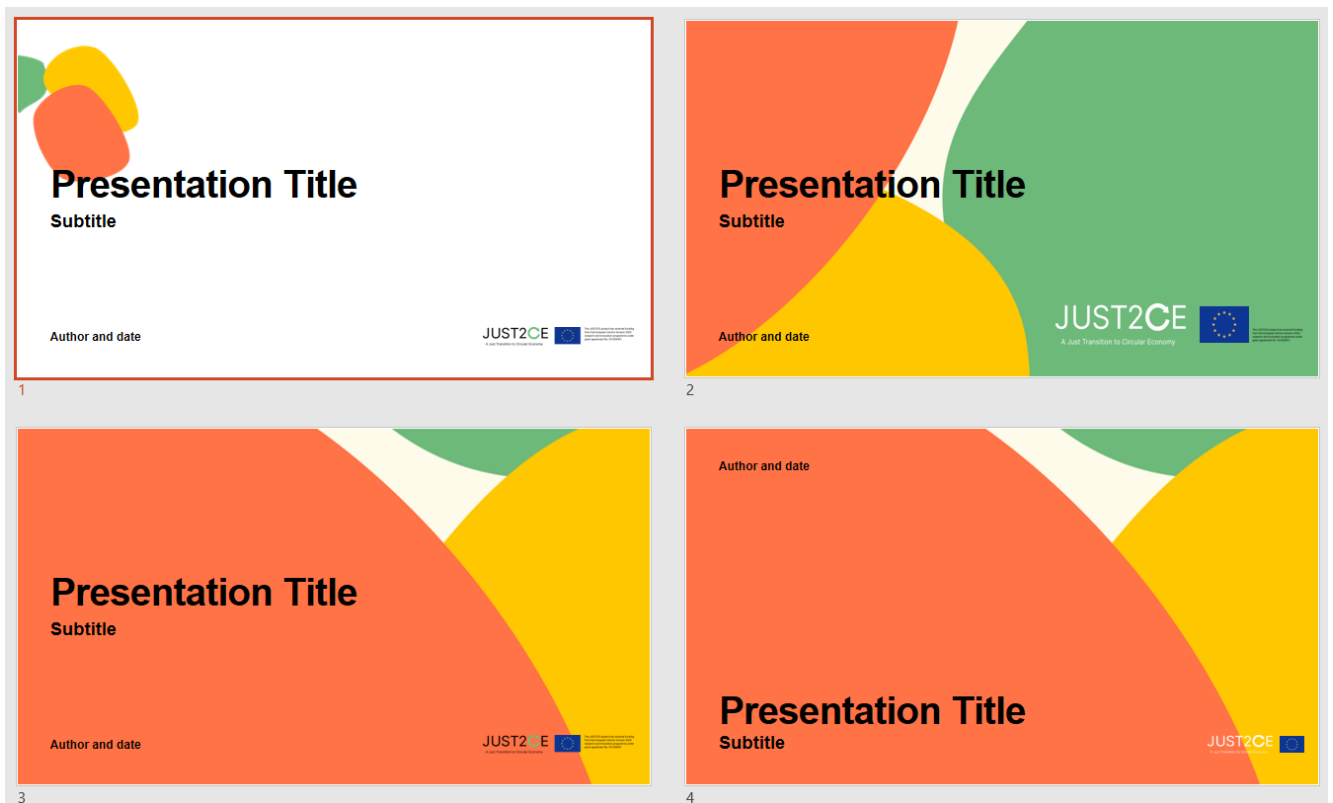 Presentation Title
Subtitle
Author and date
JUST2CE
A Just Transition to Circular Economy
1
Presentation Title
Subtitle
Author and date
JUST2CE
A Just Transition to Circular Economy
2
Presentation Title
Subtitle
Author and date
JUST2CE
A Just Transition to Circular Economy
3
Author and date
Presentation Title
Subtitle
JUST2CE
4